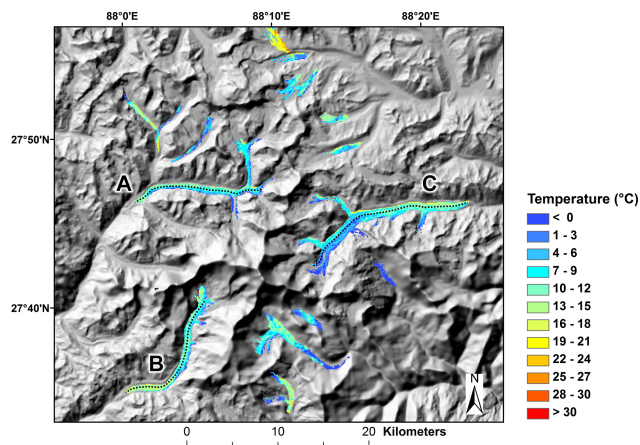 88°0'E 88°10'E 88°20'E
27°50'N
A
C
27°40'N
B
N
0 10 20 Kilometers
Temperature (°C)
< 0
1 - 3
4 - 6
7 - 9
10 - 12
13 - 15
16 - 18
19 - 21
22 - 24
25 - 27
28 - 30
> 30